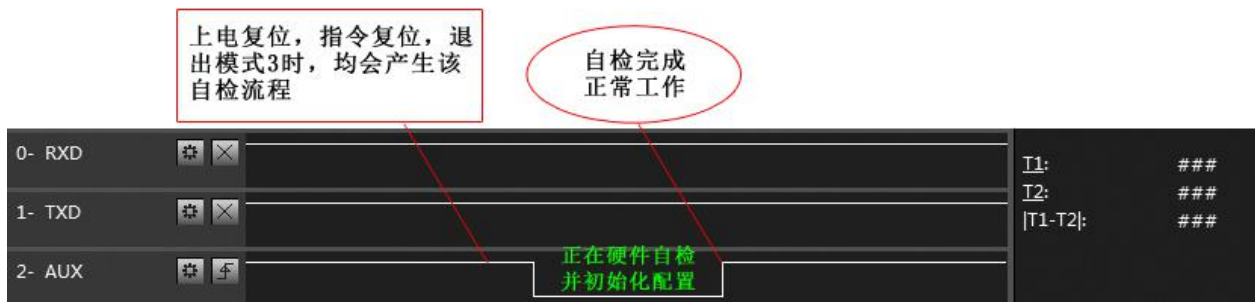 上电复位，指令复位，退
出模式3时，均会产生该
自检流程
自检完成
正常工作
0- RXD
1- TXD
2- AUX
正在硬件自检
并初始化配置
T1: ###
T2: ###
|T1-T2|: ###